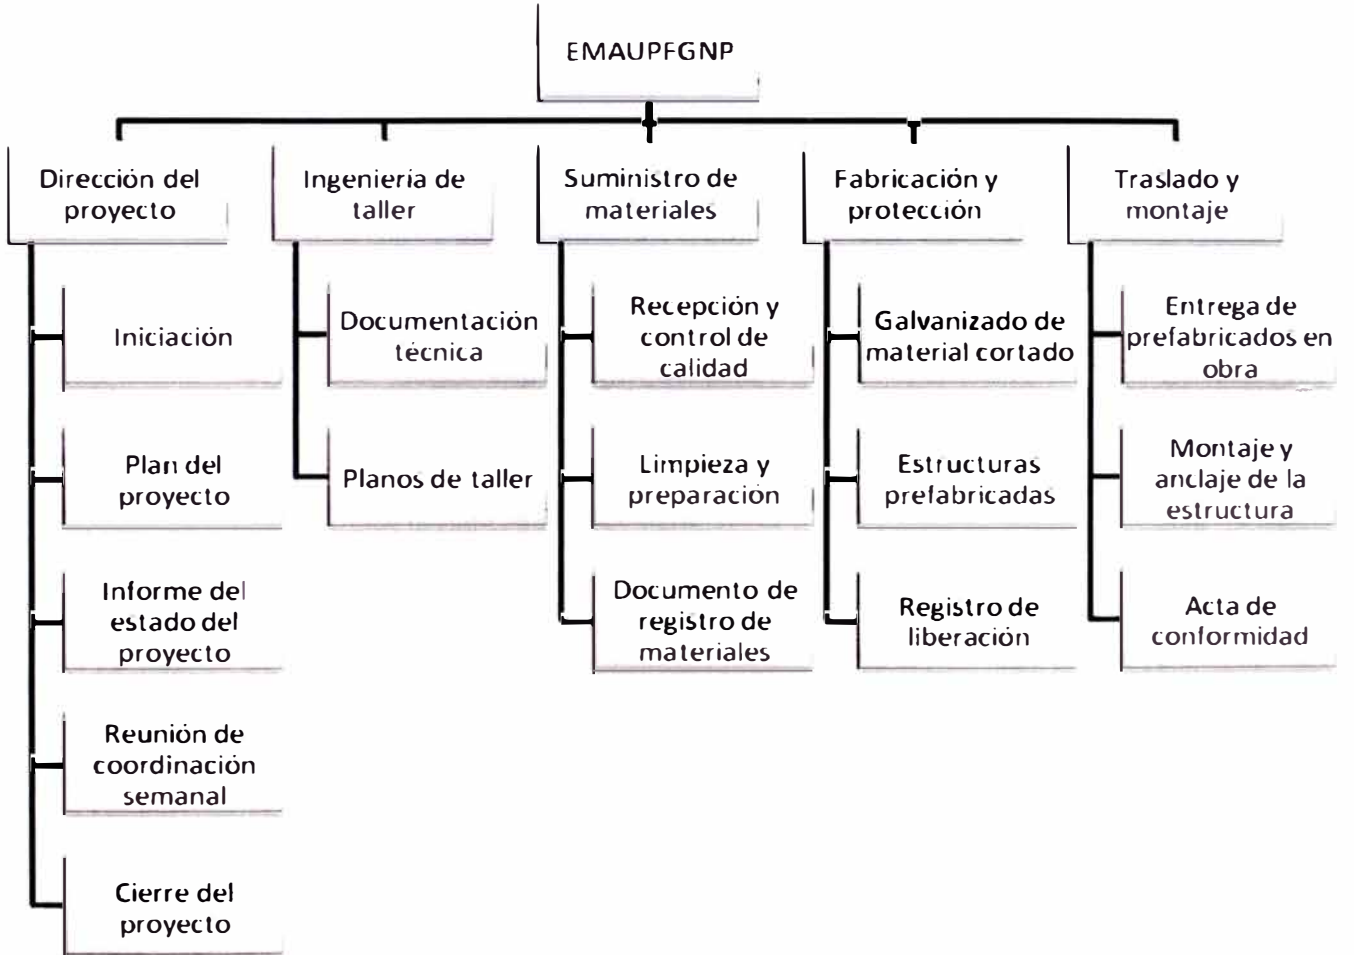 EMAUPFGNP
Dirección del
proyecto
Iniciación
Plan del
proyecto
Informe del
estado del
proyecto
Reunión de
coordinación
semanal
Cierre del
proyecto
Ingeniería de
taller
Documentación
técnica
Planos de taller
Suministro de
materiales
Recepción y
control de
calidad
Limpieza y
preparación
Documento de
registro de
materiales
Fabricación y
protección
Galvanizado de
material cortado
Estructuras
prefabricadas
Registro de
liberación
Traslado y
montaje
Entrega de
prefabricados en
obra
Montaje y
anclaje de la
estructura
Acta de
conformidad